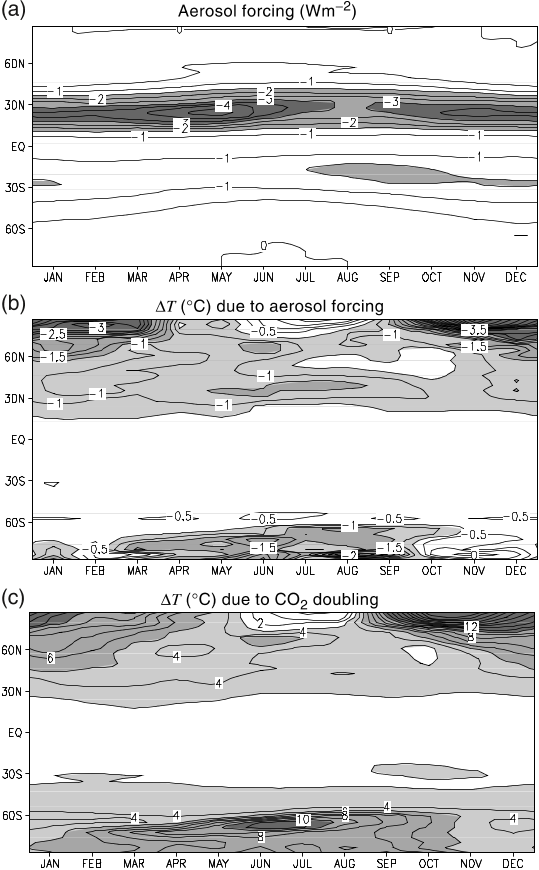 (a) Aerosol forcing (Wm−2)
0 0
60N
−1
−1 −2 −2 −3
30N −4 −3
−3 −2 −2
−1 −1 −1
EQ
−1 −1
30S −1
60S
0
JAN FEB MAR APR MAY JUN JUL AUG SEP OCT NOV DEC
(b) ΔT (°C) due to aerosol forcing
−3 −0.5 −3.5
−2.5 −1 −1 −1.5
60N −1.5
−1
−1
30N −1 −1
EQ
30S
−0.5 −0.5 −0.5 −0.5
60S −1
−0.5 −1.5 −1.5 −0.5
−2 0
JAN FEB MAR APR MAY JUN JUL AUG SEP OCT NOV DEC
(c) ΔT (°C) due to CO2 doubling
2 4 12
8
60N 6 4
4
30N
EQ
30S
60S 4 4 10 6 8 4 4
8
JAN FEB MAR APR MAY JUN JUL AUG SEP OCT NOV DEC